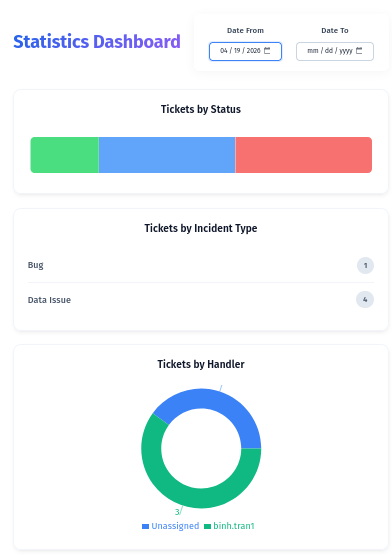 Statistics Dashboard
Date From
04 / 19 / 2026
Date To
mm / dd / yyyy
Tickets by Status
Tickets by Incident Type
Bug
1
Data Issue
4
Tickets by Handler
3
Unassigned
binh.tran1